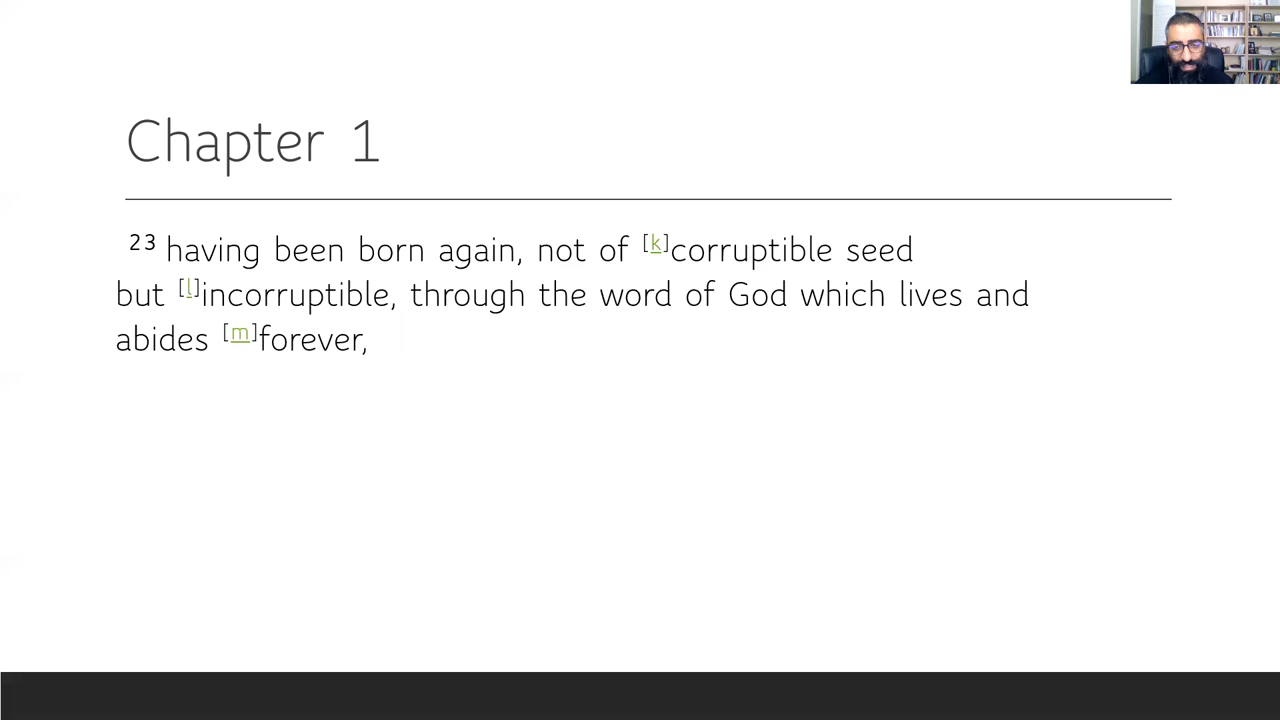 Chapter 1
23 having been born again, not of [k]corruptible seed
but [l]incorruptible, through the word of God which lives and
abides [m]forever,